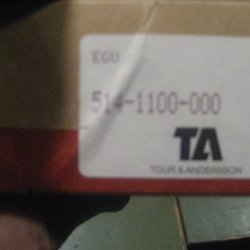 EGU
514-1100-000
TA
TOUR & ANDERSSON